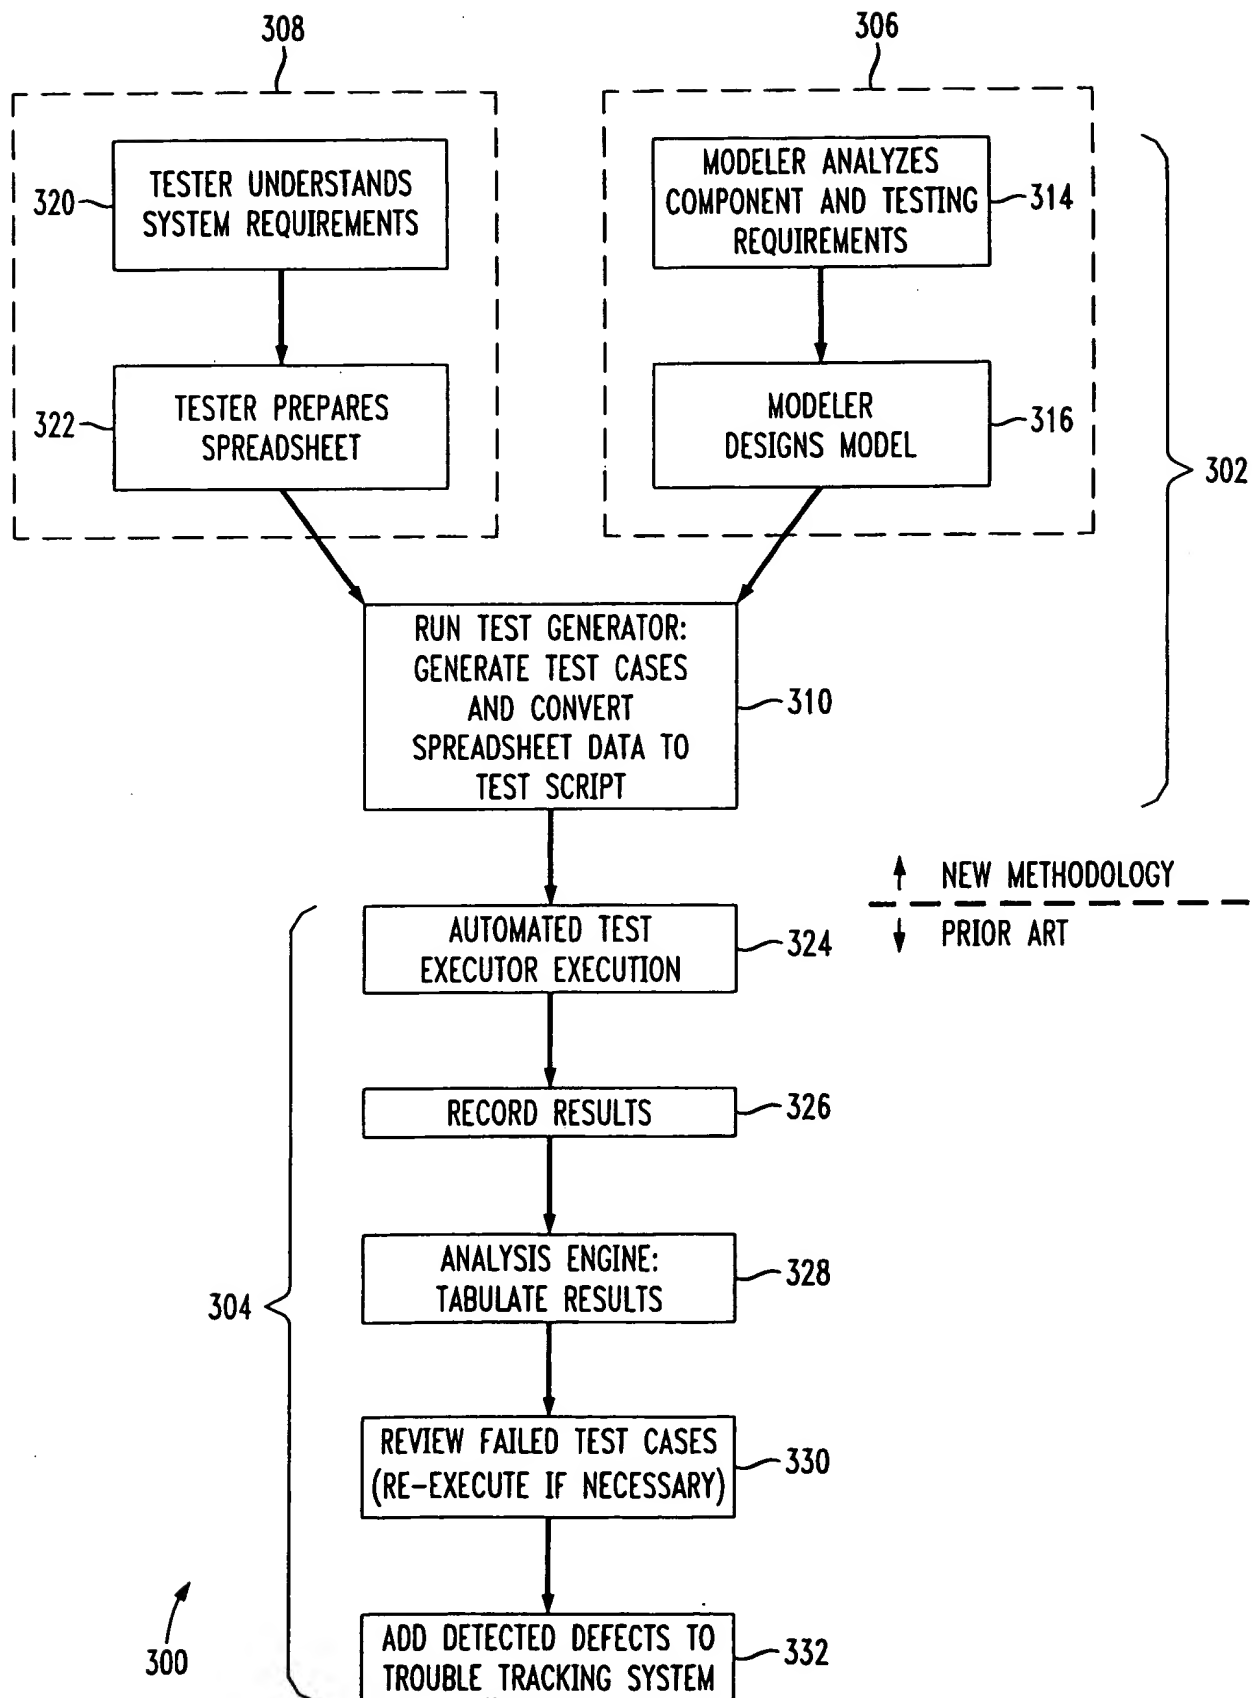 308
306
320
TESTER UNDERSTANDS
SYSTEM REQUIREMENTS
MODELER ANALYZES
COMPONENT AND TESTING
REQUIREMENTS
314
322
TESTER PREPARES
SPREADSHEET
MODELER
DESIGNS MODEL
316
302
RUN TEST GENERATOR:
GENERATE TEST CASES
AND CONVERT
SPREADSHEET DATA TO
TEST SCRIPT
310
NEW METHODOLOGY
PRIOR ART
AUTOMATED TEST
EXECUTOR EXECUTION
324
RECORD RESULTS
326
ANALYSIS ENGINE:
TABULATE RESULTS
328
304
REVIEW FAILED TEST CASES
(RE-EXECUTE IF NECESSARY)
330
ADD DETECTED DEFECTS TO
TROUBLE TRACKING SYSTEM
332
300